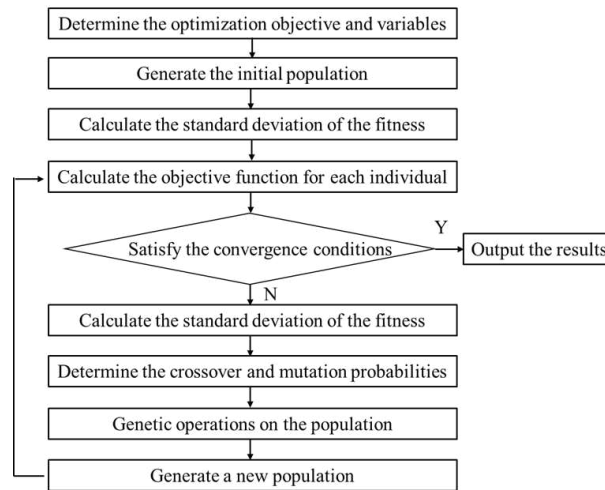 Determine the optimization objective and variables
Generate the initial population
Calculate the standard deviation of the fitness
Calculate the objective function for each individual
Y
Satisfy the convergence conditions
Output the results
N
Calculate the standard deviation of the fitness
Determine the crossover and mutation probabilities
Genetic operations on the population
Generate a new population